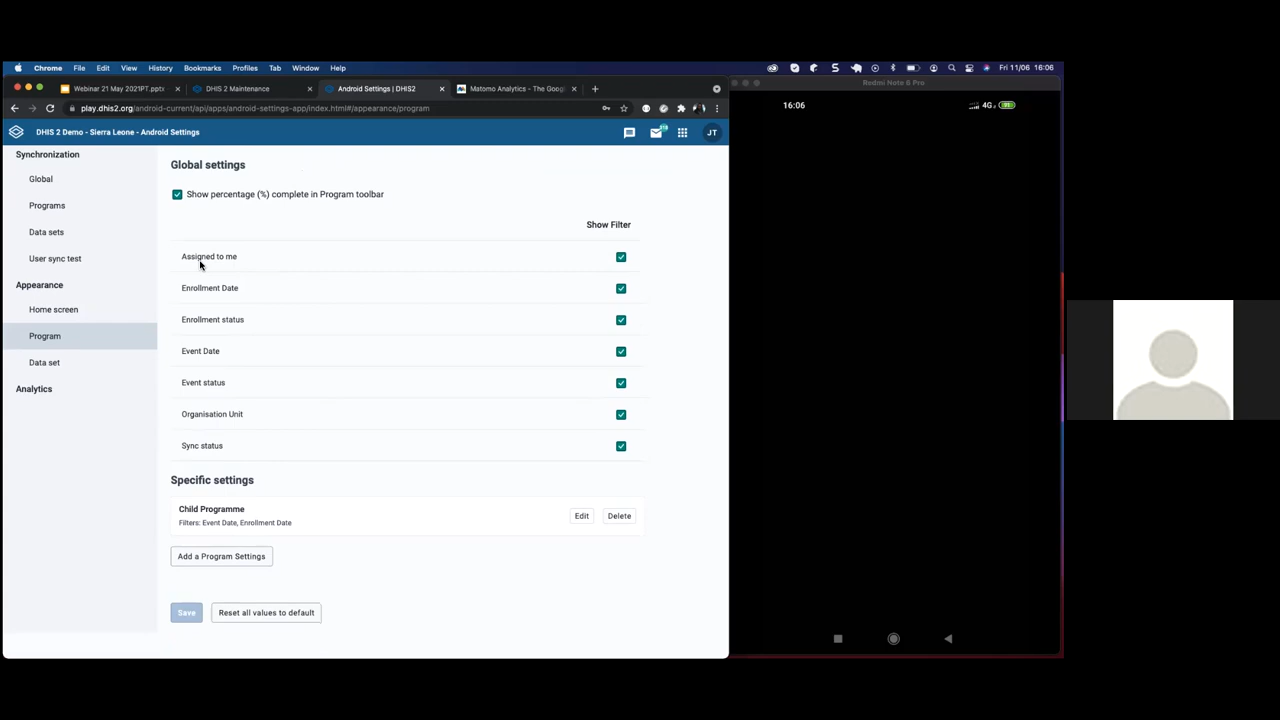 Chrome File Edit View History Bookmarks Profiles Tab Window Help
Fri 11/06 16:06
Redmi Note 6 Pro
Webinar 21 May 2021PT.pptx
DHIS 2 Maintenance
Android Settings | DHIS2
Matomo Analytics - The Goog
play.dhis2.org/android-current/api/apps/android-settings-app/index.html#/appearance/program
16:06
4G
DHIS 2 Demo - Sierra Leone - Android Settings
JT
Synchronization
Global
Programs
Data sets
User sync test
Appearance
Home screen
Program
Data set
Analytics
Global settings
Show percentage (%) complete in Program toolbar
Show Filter
Assigned to me
Enrollment Date
Enrollment status
Event Date
Event status
Organisation Unit
Sync status
Specific settings
Child Programme
Filters: Event Date, Enrollment Date
Edit
Delete
Add a Program Settings
Save
Reset all values to default